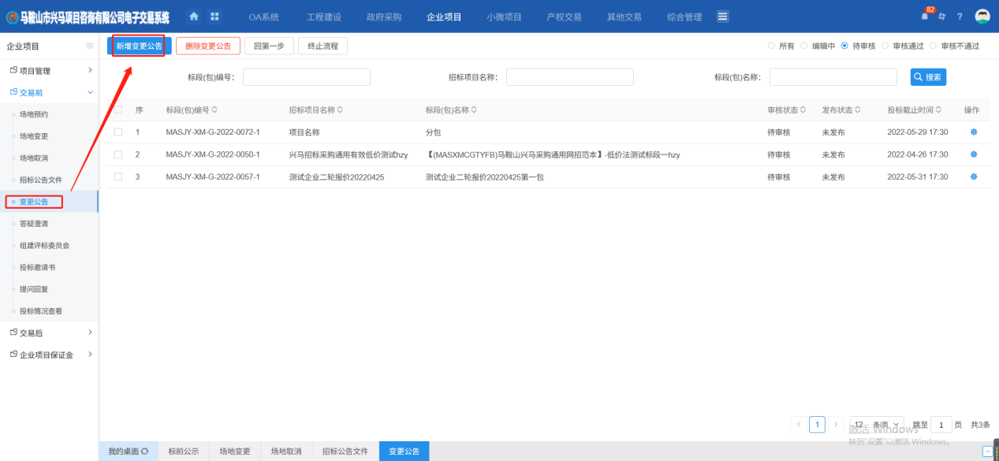 马鞍山市兴马项目咨询有限公司电子交易系统 OA系统 工程建设 政府采购 企业项目 小微项目 产权交易 其他交易 综合管理 82 ?
企业项目
项目管理
交易前
场地预约
场地变更
场地取消
招标公告文件
变更公告
答疑澄清
组建评标委员会
投标邀请书
提问回复
投标情况查看
交易后
企业项目保证金
新增变更公告 删除变更公告 回第一步 终止流程 所有 编辑中 待审核 审核通过 审核不通过
标段(包)编号: 招标项目名称: 标段(包)名称: 搜索
序 标段(包)编号 招标项目名称 标段(包)名称 审核状态 发布状态 投标截止时间 操作
1 MASJY-XM-G-2022-0072-1 项目名称 分包 待审核 未发布 2022-05-29 17:30
2 MASJY-XM-G-2022-0050-1 兴马招标采购通用有效低价测试hzy 【(MASXMCGTYFB)马鞍山兴马采购通用网招范本】-低价法测试标段一hzy 待审核 未发布 2022-04-26 17:30
3 MASJY-XM-G-2022-0057-1 测试企业二轮报价20220425 测试企业二轮报价20220425第一包 待审核 未发布 2022-05-31 17:30
1 12 条/页 跳至 1 页 共3条
激活 Windows
转到"设置"以激活 Windows。
我的桌面 标前公示 场地变更 场地取消 招标公告文件 变更公告